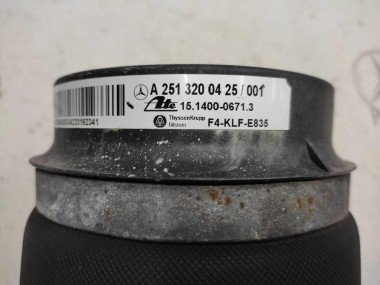 A 251 320 04 25 / 001
Ate 15.1400-0671.3
ThyssenKrupp
Bilstein
F4-KLF-E835